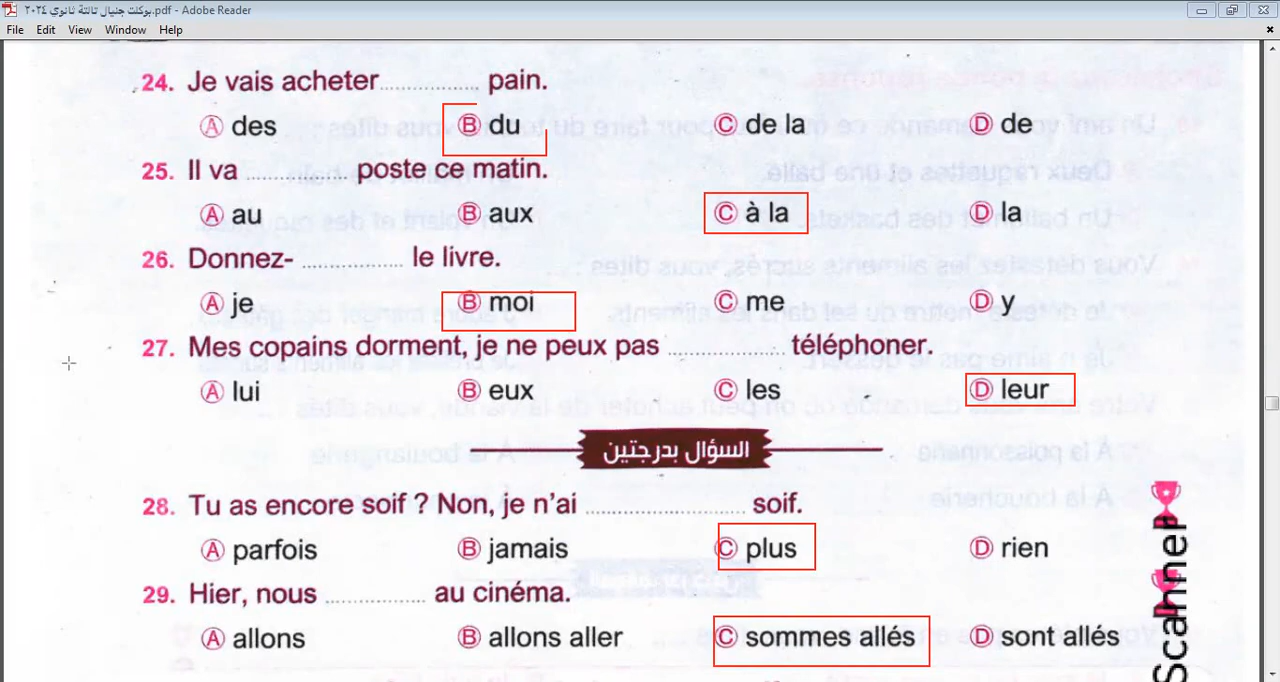 بوكلت جنيال تالتة ثانوي ٢٠٢٤.pdf - Adobe Reader
File Edit View Window Help
24. Je vais acheter ............ pain.
A des B du C de la D de
25. Il va ............ poste ce matin.
A au B aux C à la D la
26. Donnez- ............ le livre.
A je B moi C me D y
27. Mes copains dorment, je ne peux pas ............ téléphoner.
A lui B eux C les D leur
السؤال بدرجتين
28. Tu as encore soif ? Non, je n’ai ............ soif.
A parfois B jamais C plus D rien
29. Hier, nous ............ au cinéma.
A allons B allons aller C sommes allés D sont allés
Scanner